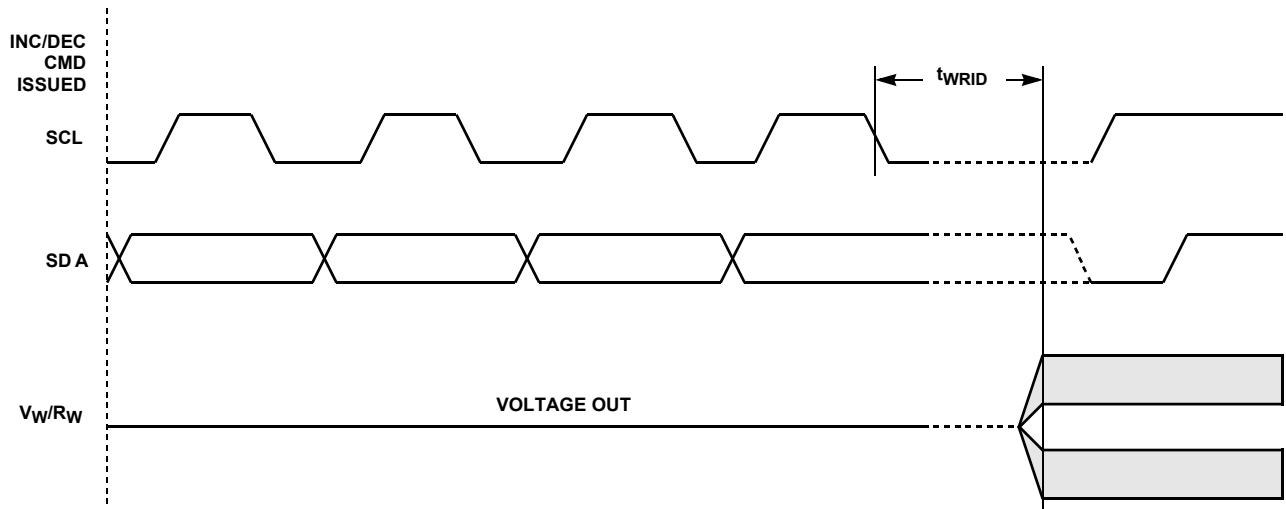 INC/DEC
CMD
ISSUED
tWRID
SCL
SD A
VOLTAGE OUT
VW/RW